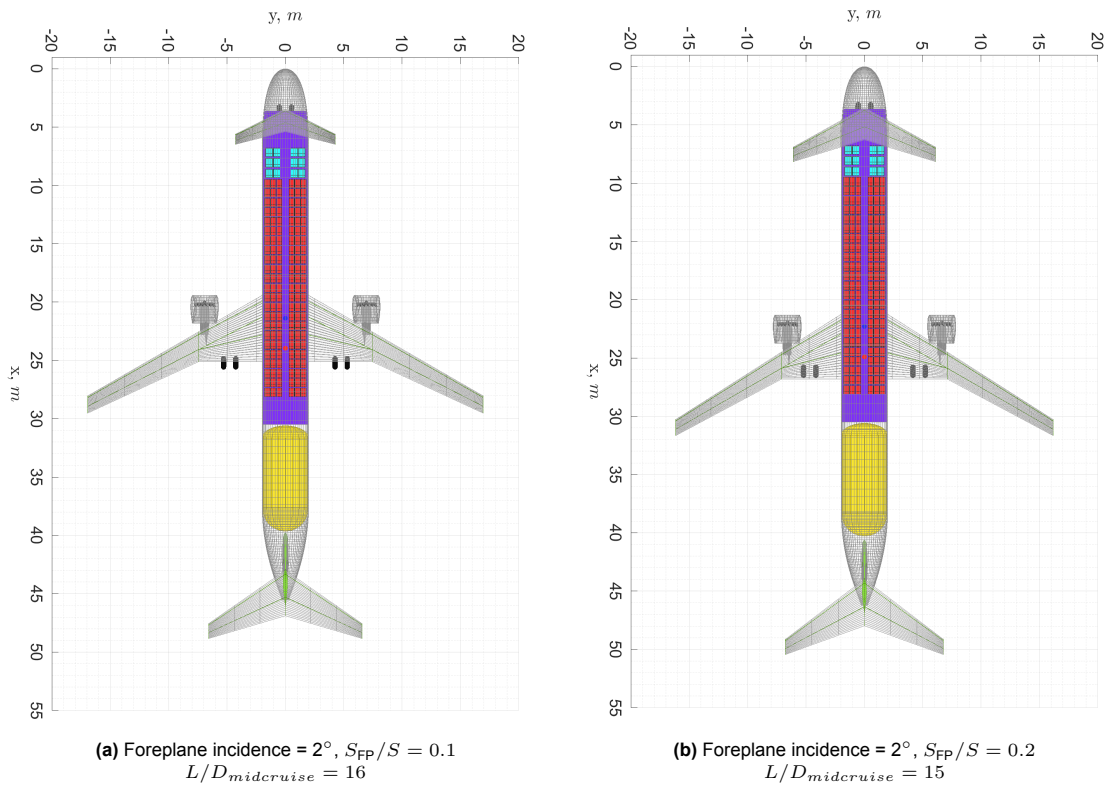 y, m
-20 -15 -10 -5 0 5 10 15 20
0
5
10
15
20
25
30
35
40
45
50
55
x, m
(a) Foreplane incidence = 2°, S_FP/S = 0.1
L/D_midcruise = 16
y, m
-20 -15 -10 -5 0 5 10 15 20
0
5
10
15
20
25
30
35
40
45
50
55
x, m
(b) Foreplane incidence = 2°, S_FP/S = 0.2
L/D_midcruise = 15